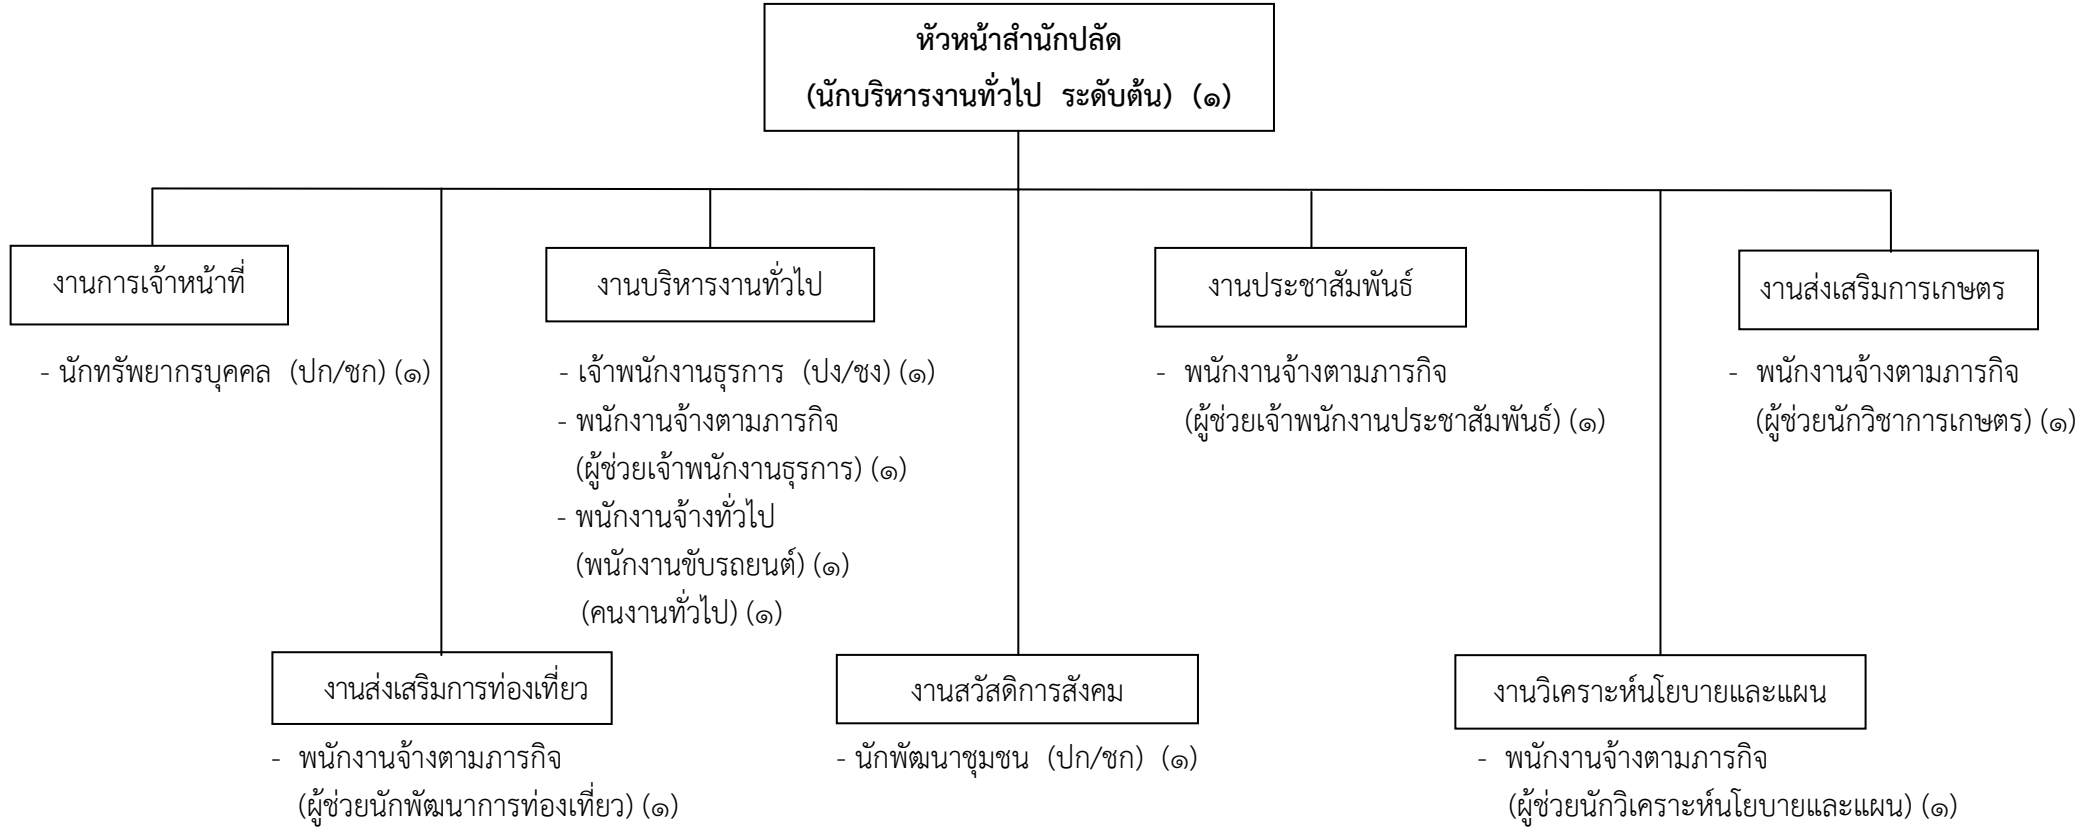 หัวหน้าสำนักปลัด
(นักบริหารงานทั่วไป ระดับต้น) (๑)
งานการเจ้าหน้าที่
- นักทรัพยากรบุคคล (ปก/ชก) (๑)
งานบริหารงานทั่วไป
- เจ้าพนักงานธุรการ (ปง/ชง) (๑)
- พนักงานจ้างตามภารกิจ
(ผู้ช่วยเจ้าพนักงานธุรการ) (๑)
- พนักงานจ้างทั่วไป
(พนักงานขับรถยนต์) (๑)
(คนงานทั่วไป) (๑)
งานประชาสัมพันธ์
- พนักงานจ้างตามภารกิจ
(ผู้ช่วยเจ้าพนักงานประชาสัมพันธ์) (๑)
งานส่งเสริมการเกษตร
- พนักงานจ้างตามภารกิจ
(ผู้ช่วยนักวิชาการเกษตร) (๑)
งานส่งเสริมการท่องเที่ยว
- พนักงานจ้างตามภารกิจ
(ผู้ช่วยนักพัฒนาการท่องเที่ยว) (๑)
งานสวัสดิการสังคม
- นักพัฒนาชุมชน (ปก/ชก) (๑)
งานวิเคราะห์นโยบายและแผน
- พนักงานจ้างตามภารกิจ
(ผู้ช่วยนักวิเคราะห์นโยบายและแผน) (๑)